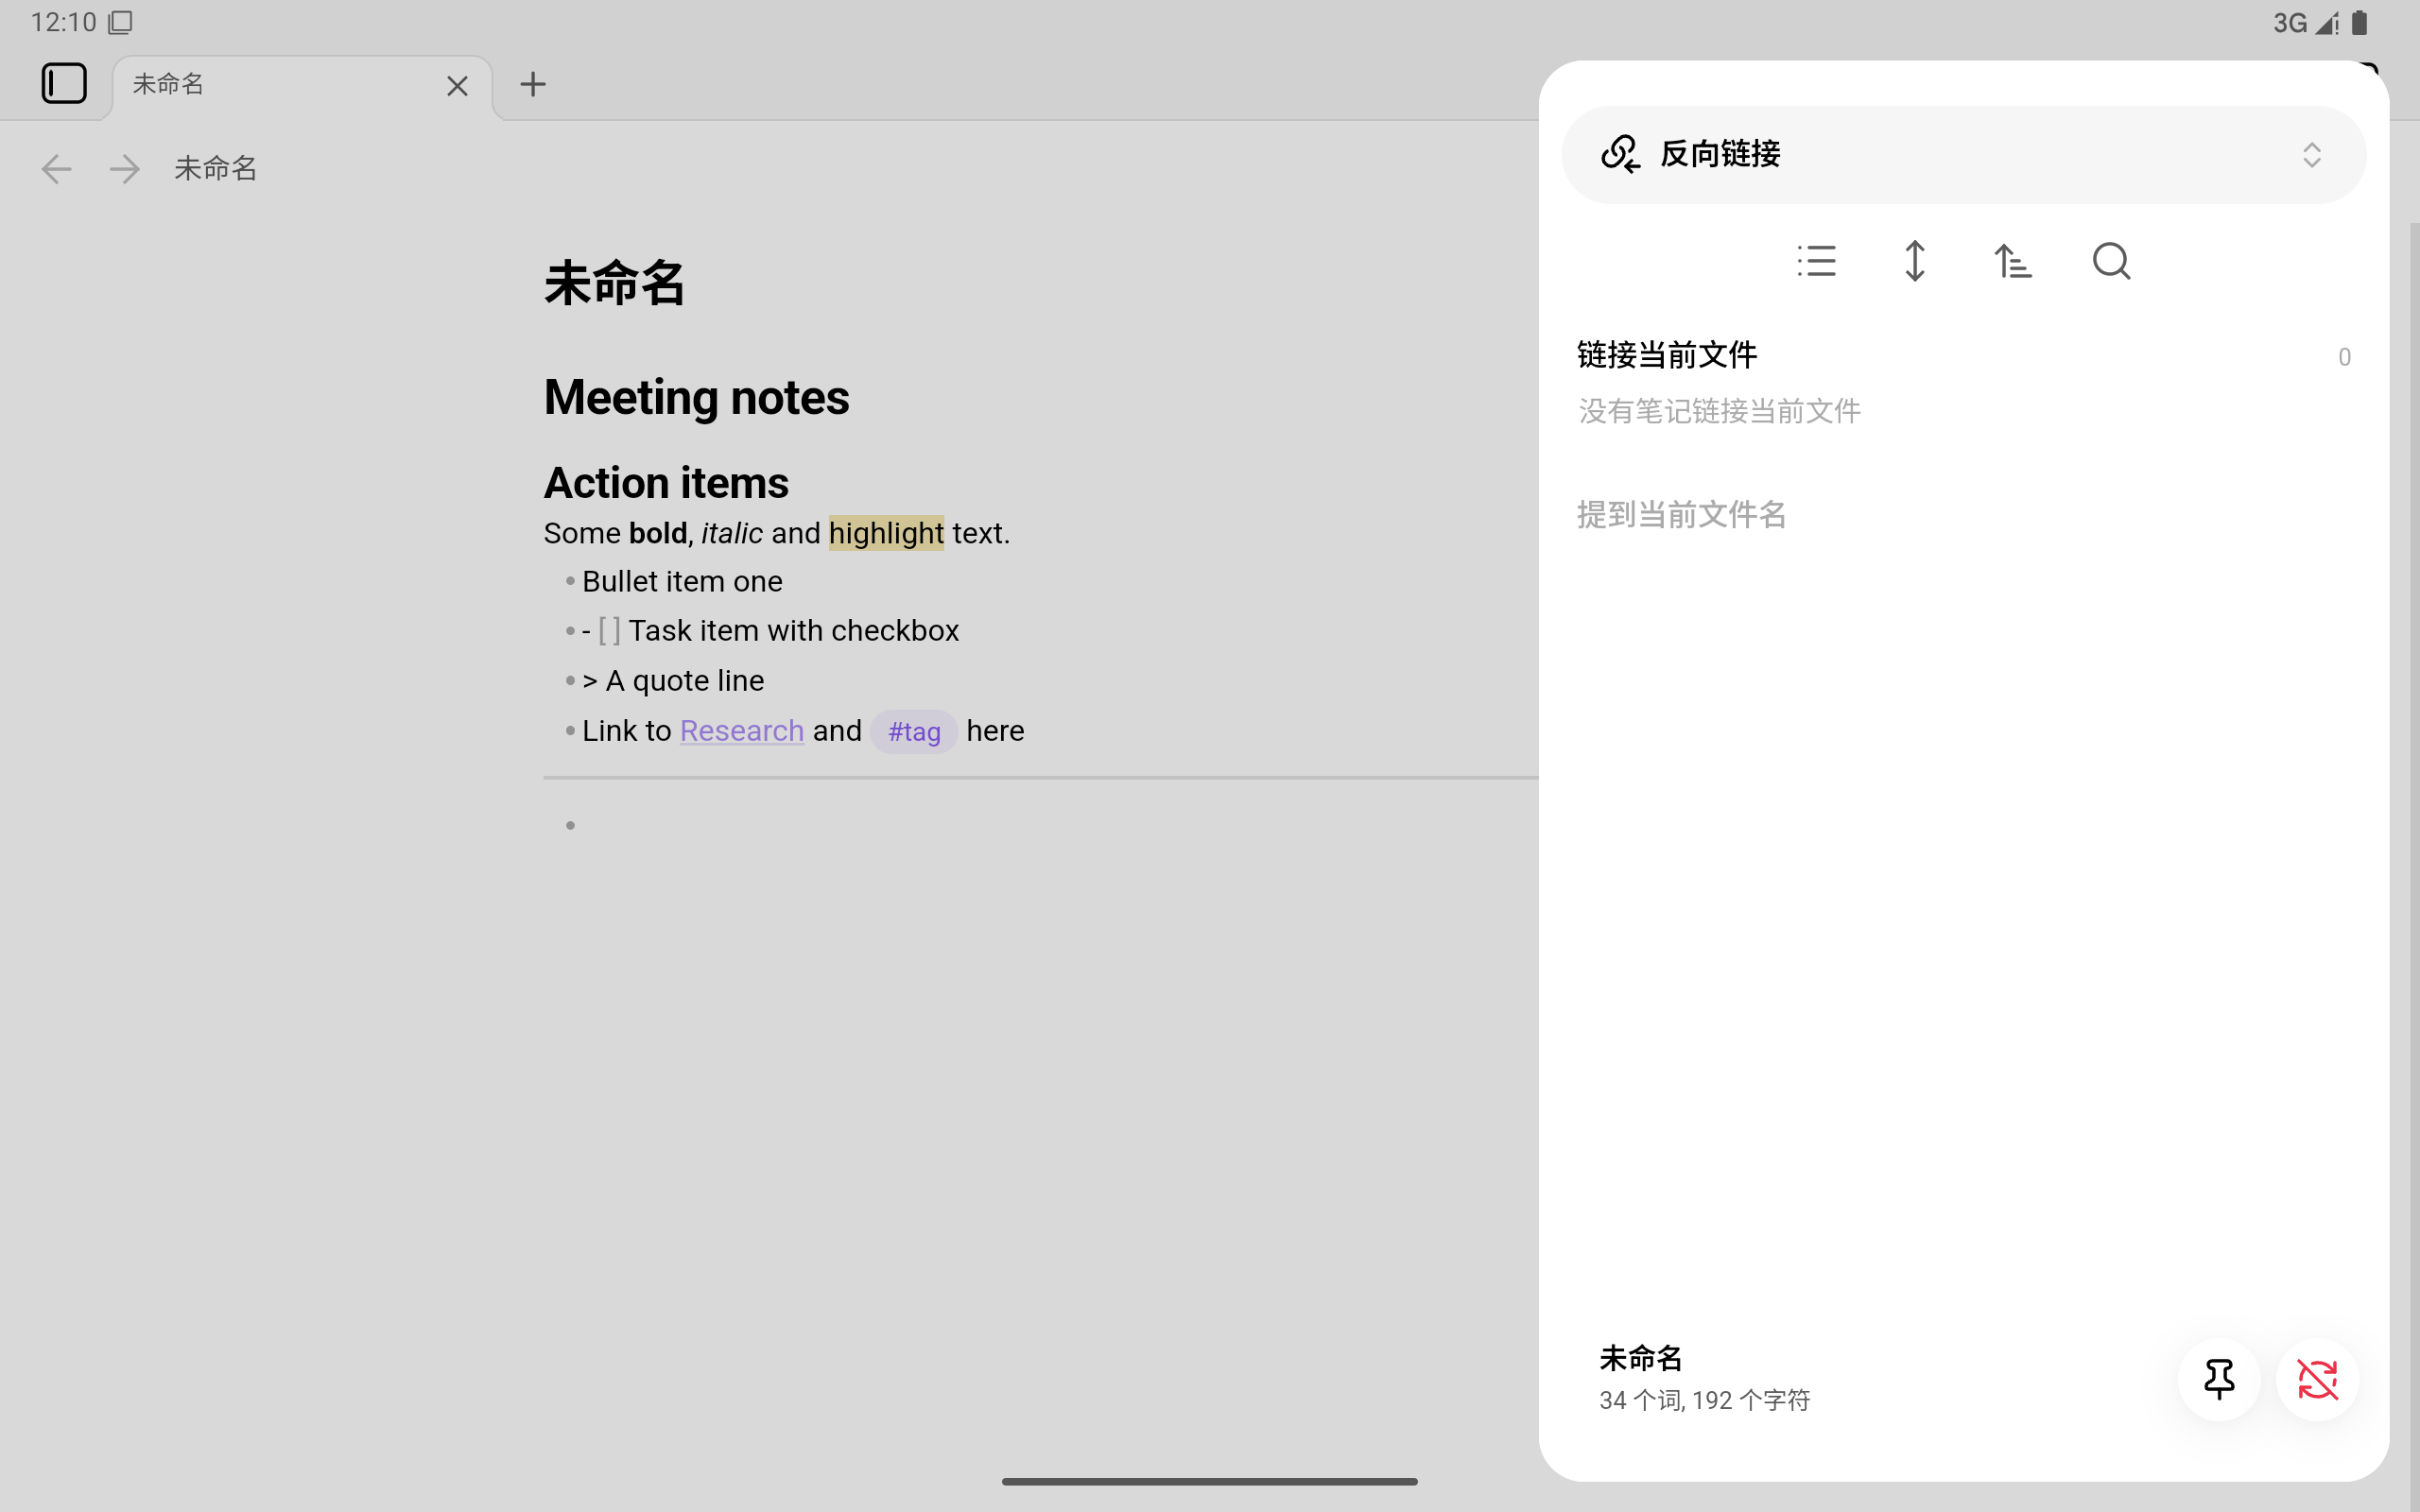 12:10
3G
未命名
未命名
未命名
Meeting notes
Action items
Some bold, italic and highlight text.
• Bullet item one
• - [ ] Task item with checkbox
• > A quote line
• Link to Research and #tag here
•
反向链接
链接当前文件 0
没有笔记链接当前文件
提到当前文件名
未命名
34 个词, 192 个字符